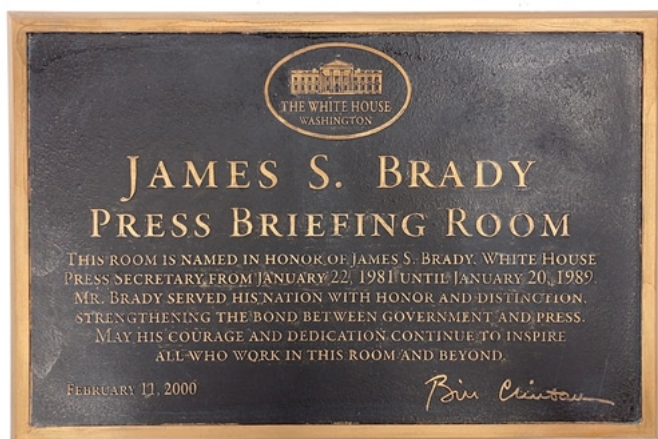 THE WHITE HOUSE
WASHINGTON
JAMES S. BRADY
PRESS BRIEFING ROOM
THIS ROOM IS NAMED IN HONOR OF JAMES S. BRADY. WHITE HOUSE
PRESS SECRETARY FROM JANUARY 22, 1981 UNTIL JANUARY 20, 1989.
MR. BRADY SERVED HIS NATION WITH HONOR AND DISTINCTION,
STRENGTHENING THE BOND BETWEEN GOVERNMENT AND PRESS.
MAY HIS COURAGE AND DEDICATION CONTINUE TO INSPIRE
ALL WHO WORK IN THIS ROOM AND BEYOND.
FEBRUARY 11, 2000
Bill Clinton